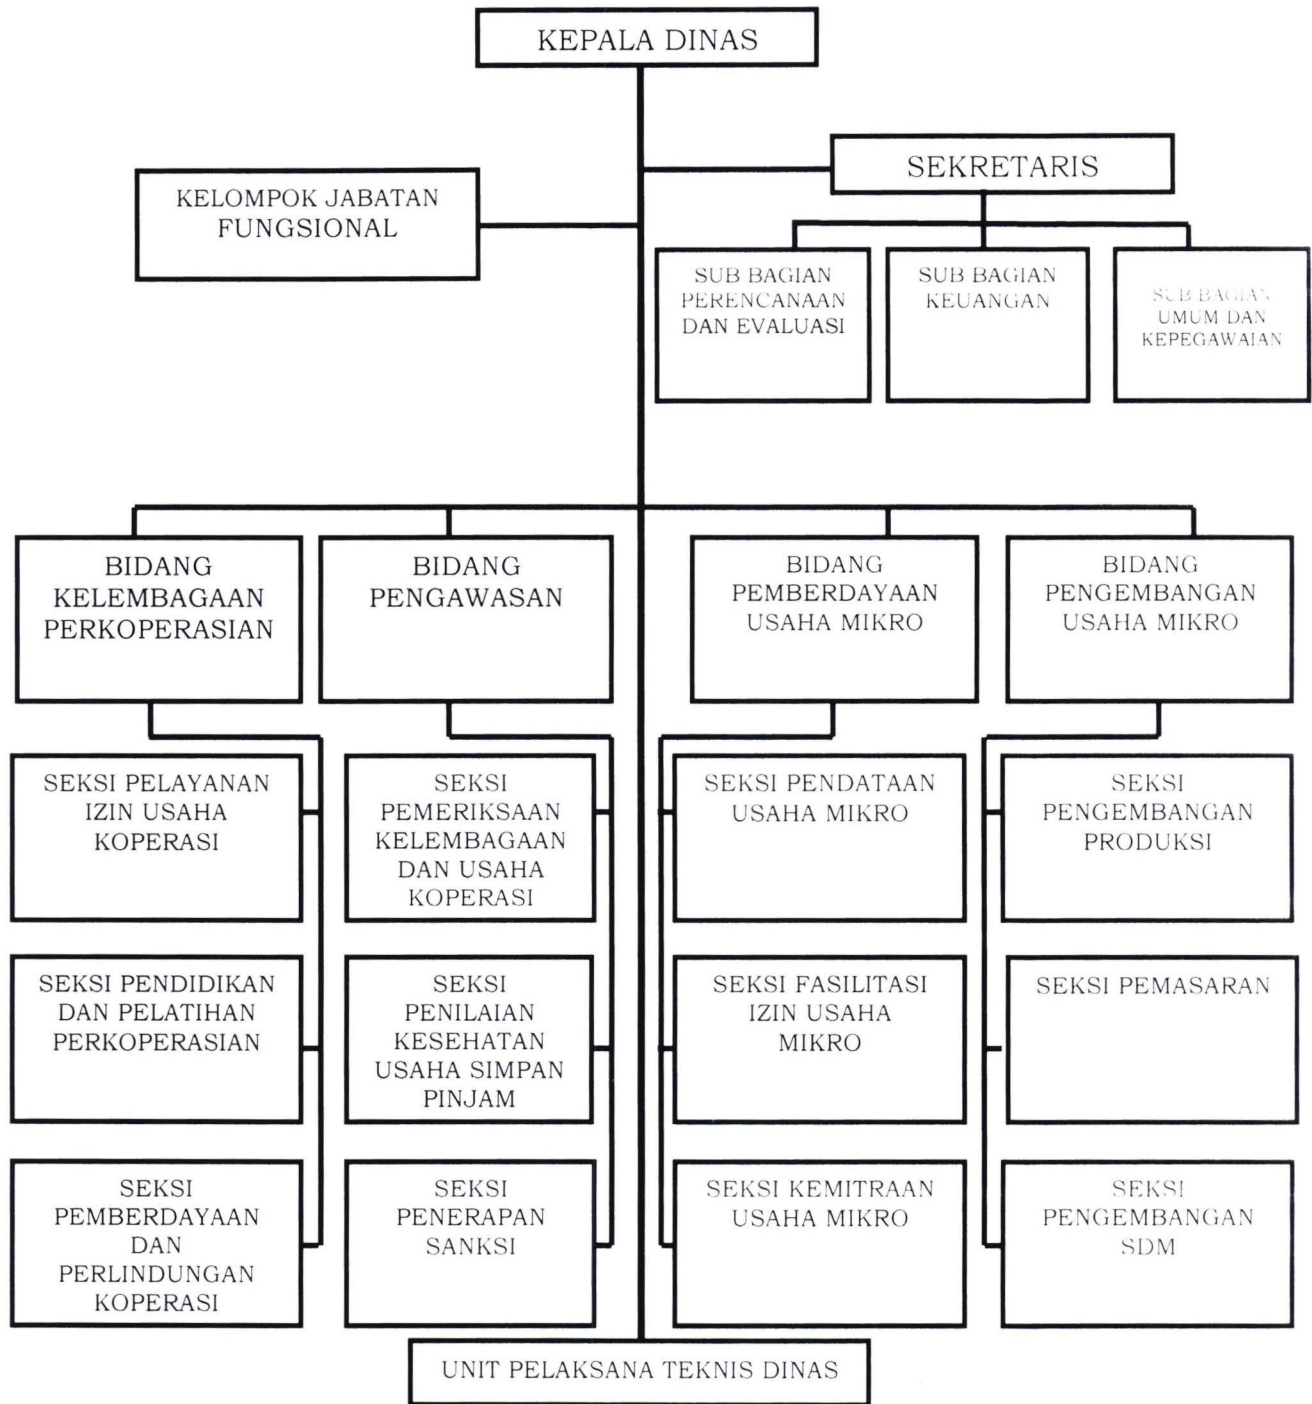 KEPALA DINAS
SEKRETARIS
KELOMPOK JABATAN
FUNGSIONAL
SUB BAGIAN
PERENCANAAN
DAN EVALUASI
SUB BAGIAN
KEUANGAN
SUB BAGIAN
UMUM DAN
KEPEGAWAIAN
BIDANG
KELEMBAGAAN
PERKOPERASIAN
BIDANG
PENGAWASAN
BIDANG
PEMBERDAYAAN
USAHA MIKRO
BIDANG
PENGEMBANGAN
USAHA MIKRO
SEKSI PELAYANAN
IZIN USAHA
KOPERASI
SEKSI
PEMERIKSAAN
KELEMBAGAAN
DAN USAHA
KOPERASI
SEKSI PENDATAAN
USAHA MIKRO
SEKSI
PENGEMBANGAN
PRODUKSI
SEKSI PENDIDIKAN
DAN PELATIHAN
PERKOPERASIAN
SEKSI
PENILAIAN
KESEHATAN
USAHA SIMPAN
PINJAM
SEKSI FASILITASI
IZIN USAHA
MIKRO
SEKSI PEMASARAN
SEKSI
PEMBERDAYAAN
DAN
PERLINDUNGAN
KOPERASI
SEKSI
PENERAPAN
SANKSI
SEKSI KEMITRAAN
USAHA MIKRO
SEKSI
PENGEMBANGAN
SDM
UNIT PELAKSANA TEKNIS DINAS